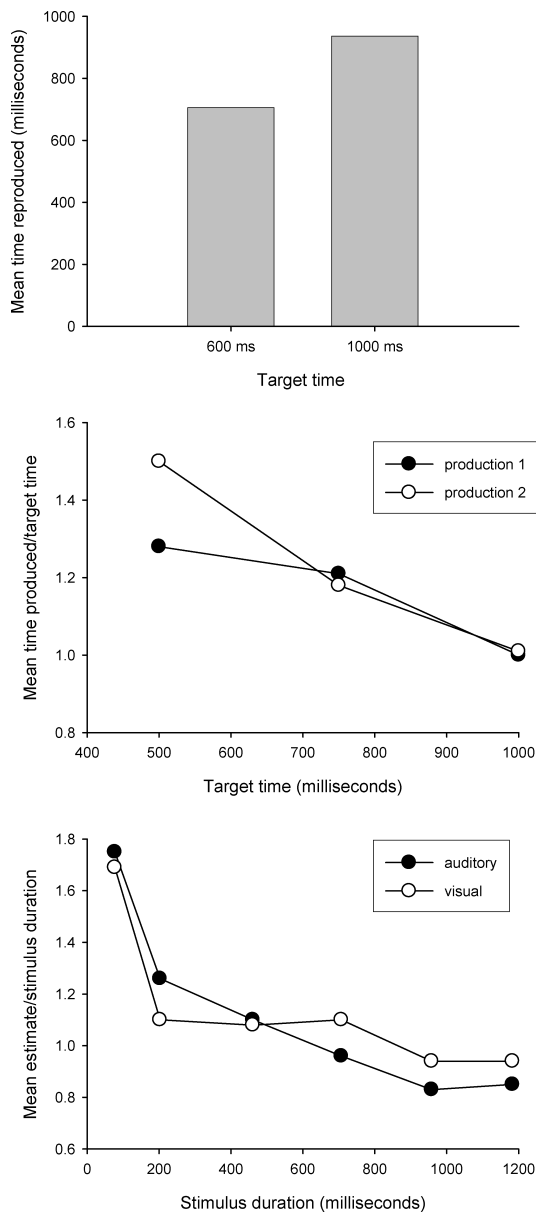 1000
800
600
400
200
0
Mean time reproduced (milliseconds)
600 ms
1000 ms
Target time
1.6
1.4
1.2
1.0
0.8
Mean time produced/target time
production 1
production 2
400 500 600 700 800 900 1000
Target time (milliseconds)
1.8
1.6
1.4
1.2
1.0
0.8
0.6
Mean estimate/stimulus duration
auditory
visual
0 200 400 600 800 1000 1200
Stimulus duration (milliseconds)